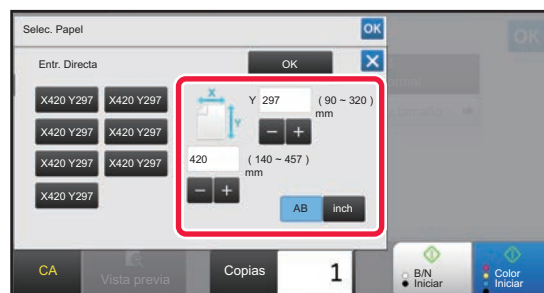 Selec. Papel
OK
OK
Entr. Directa
OK
X420 Y297 X420 Y297
X420 Y297 X420 Y297
X420 Y297 X420 Y297
X420 Y297
X
Y
Y 297 ( 90 ~ 320 )
mm
- +
420 ( 140 ~ 457 )
mm
- +
AB inch
CA
Vista previa
Copias 1
B/N
Iniciar
Color
Iniciar